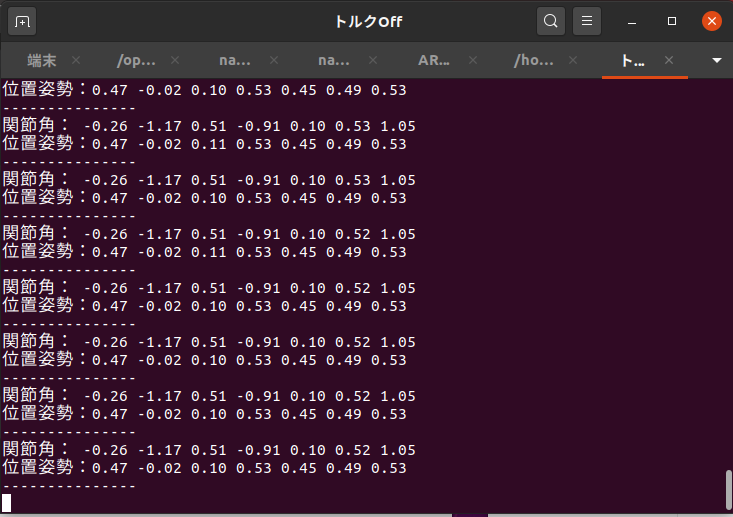 トルクOff
端末 × /op... × na... × na... × AR... × /ho... × ト... ×
位置姿勢：0.47 -0.02 0.10 0.53 0.45 0.49 0.53
---------------
関節角： -0.26 -1.17 0.51 -0.91 0.10 0.53 1.05
位置姿勢：0.47 -0.02 0.11 0.53 0.45 0.49 0.53
---------------
関節角： -0.26 -1.17 0.51 -0.91 0.10 0.53 1.05
位置姿勢：0.47 -0.02 0.10 0.53 0.45 0.49 0.53
---------------
関節角： -0.26 -1.17 0.51 -0.91 0.10 0.52 1.05
位置姿勢：0.47 -0.02 0.11 0.53 0.45 0.49 0.53
---------------
関節角： -0.26 -1.17 0.51 -0.91 0.10 0.52 1.05
位置姿勢：0.47 -0.02 0.10 0.53 0.45 0.49 0.53
---------------
関節角： -0.26 -1.17 0.51 -0.91 0.10 0.52 1.05
位置姿勢：0.47 -0.02 0.10 0.53 0.45 0.49 0.53
---------------
関節角： -0.26 -1.17 0.51 -0.91 0.10 0.52 1.05
位置姿勢：0.47 -0.02 0.10 0.53 0.45 0.49 0.53
---------------
関節角： -0.26 -1.17 0.51 -0.91 0.10 0.52 1.05
位置姿勢：0.47 -0.02 0.10 0.53 0.45 0.49 0.53
---------------